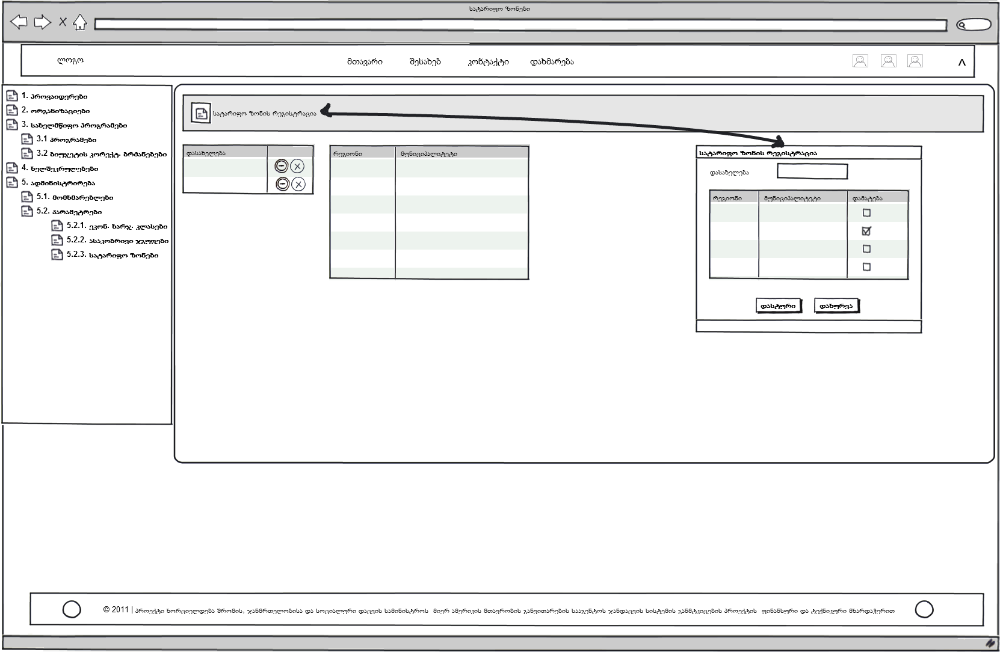 სატარიფო ზონები
ლოგო
მთავარი შესახებ კონტაქტი დახმარება
1. პროვაიდერები
2. ორგანიზაციები
3. სახელმწიფო პროგრამები
3.1 პროგრამები
3.2 ბიუჯეტის კორექტ. ბრძანებები
4. ხელშეკრულებები
5. ადმინისტრირება
5.1. მომხმარებლები
5.2. პარამეტრები
5.2.1. ეკონ. ხარჯ. კლასები
5.2.2. ასაკობრივი ჯგუფები
5.2.3. სატარიფო ზონები
სატარიფო ზონის რეგისტრაცია
დასახელება
რეგიონი მუნიციპალიტეტი
სატარიფო ზონის რეგისტრაცია
დასახელება
რეგიონი მუნიციპალიტეტი დამატება
დასტური დახურვა
© 2011 | პროექტი ხორციელდება შრომის, ჯანმრთელობისა და სოციალური დაცვის სამინისტროს მიერ ამერიკის მთავრობის განვითარების სააგენტოს ჯანდაცვის სისტემის განმტკიცების პროექტის ფინანსური და ტექნიკური მხარდაჭერით